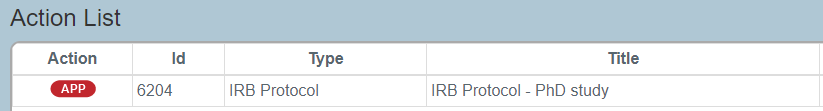 Action List
Action Id Type Title
APP 6204 IRB Protocol IRB Protocol - PhD study